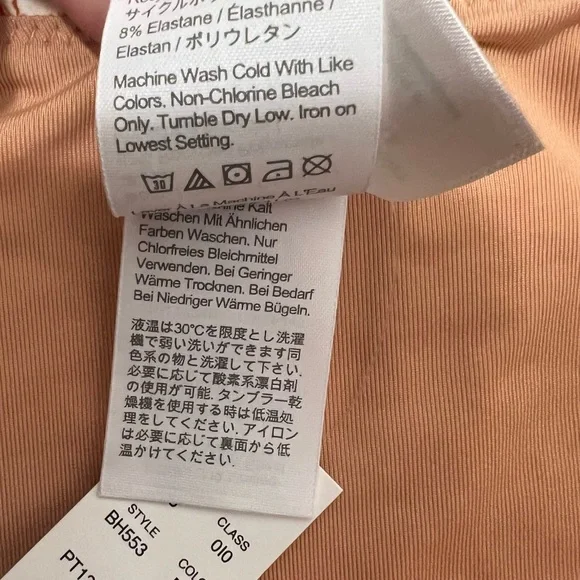 サイクルポリ
8% Elastane / Élasthanne /
Elastan / ポリウレタン
Machine Wash Cold With Like
Colors. Non-Chlorine Bleach
Only. Tumble Dry Low. Iron on
Lowest Setting.
30
Machine À L'Eau
Kalt
Waschen Mit Ähnlichen
Farben Waschen. Nur
Chlorfreies Bleichmittel
Verwenden. Bei Geringer
Wärme Trocknen. Bei Bedarf
Bei Niedriger Wärme Bügeln.
液温は30℃を限度とし洗濯
機で弱い洗いができます同
色系の物と洗濯して下さい.
必要に応じて酸素系漂白剤
の使用が可能. タンブラー乾
燥機を使用する時は低温処
理をしてください. アイロン
は必要に応じて裏面から低
温かけてください.
STYLE
BH553
CLASS
010